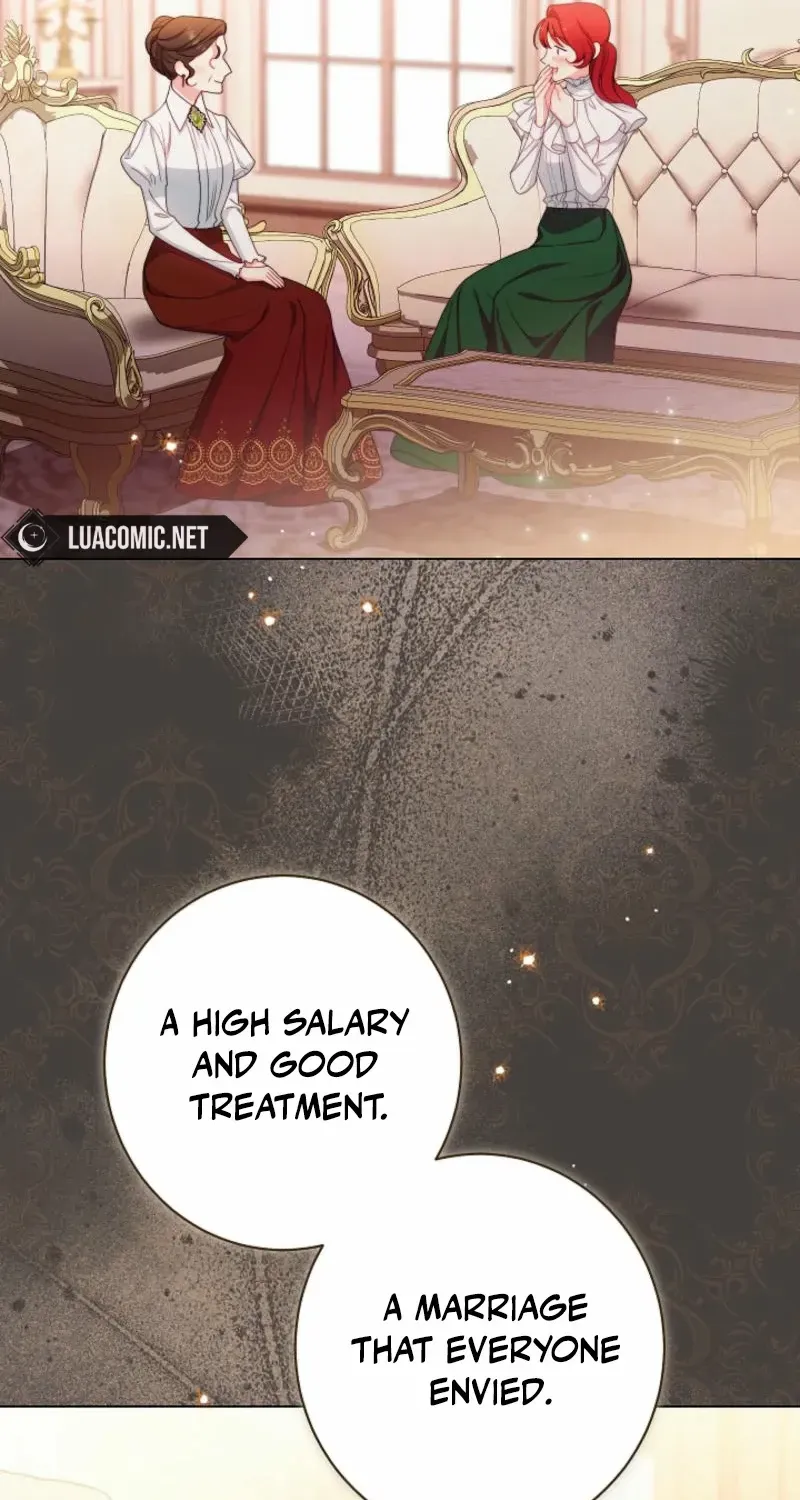 LUACOMIC.NET
A HIGH SALARY
AND GOOD
TREATMENT.
A MARRIAGE
THAT EVERYONE
ENVIED.